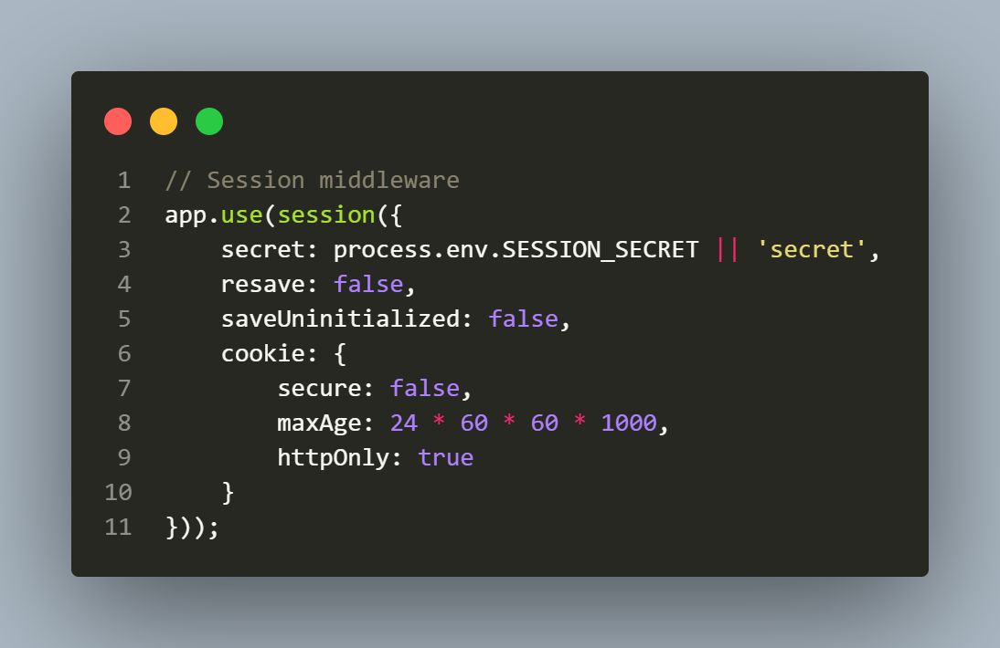 1 // Session middleware
2 app.use(session({
3     secret: process.env.SESSION_SECRET || 'secret',
4     resave: false,
5     saveUninitialized: false,
6     cookie: {
7         secure: false,
8         maxAge: 24 * 60 * 60 * 1000,
9         httpOnly: true
10     }
11 }));